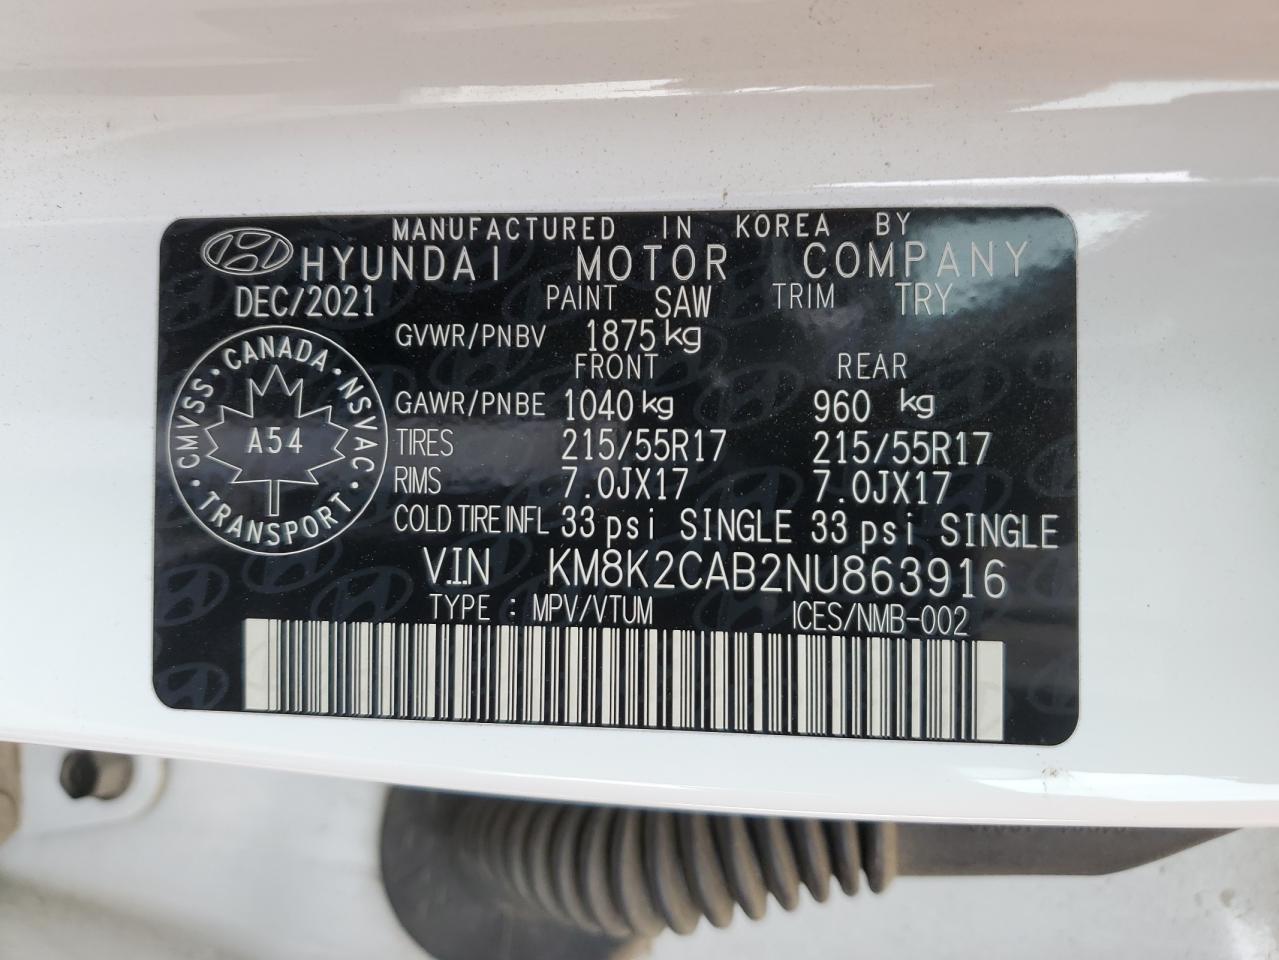 MANUFACTURED IN KOREA BY
HYUNDAI MOTOR COMPANY
DEC/2021 PAINT SAW TRIM TRY
GVWR/PNBV 1875 kg
FRONT REAR
GAWR/PNBE 1040 kg 960 kg
TIRES 215/55R17 215/55R17
RIMS 7.0JX17 7.0JX17
COLD TIRE INFL 33 psi SINGLE 33 psi SINGLE
V.I.N KM8K2CAB2NU863916
TYPE : MPV/VTUM ICES/NMB-002
CMVSS · CANADA · NSVAC · TRANSPORT ·
A54